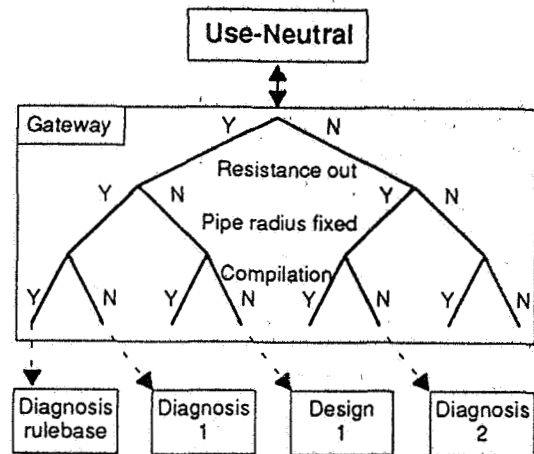 Use-Neutral
Gateway
Y N
Resistance out
Y N Y N
Pipe radius fixed
Compilation
Y N Y N Y N Y N
Diagnosis rulebase
Diagnosis 1
Design 1
Diagnosis 2